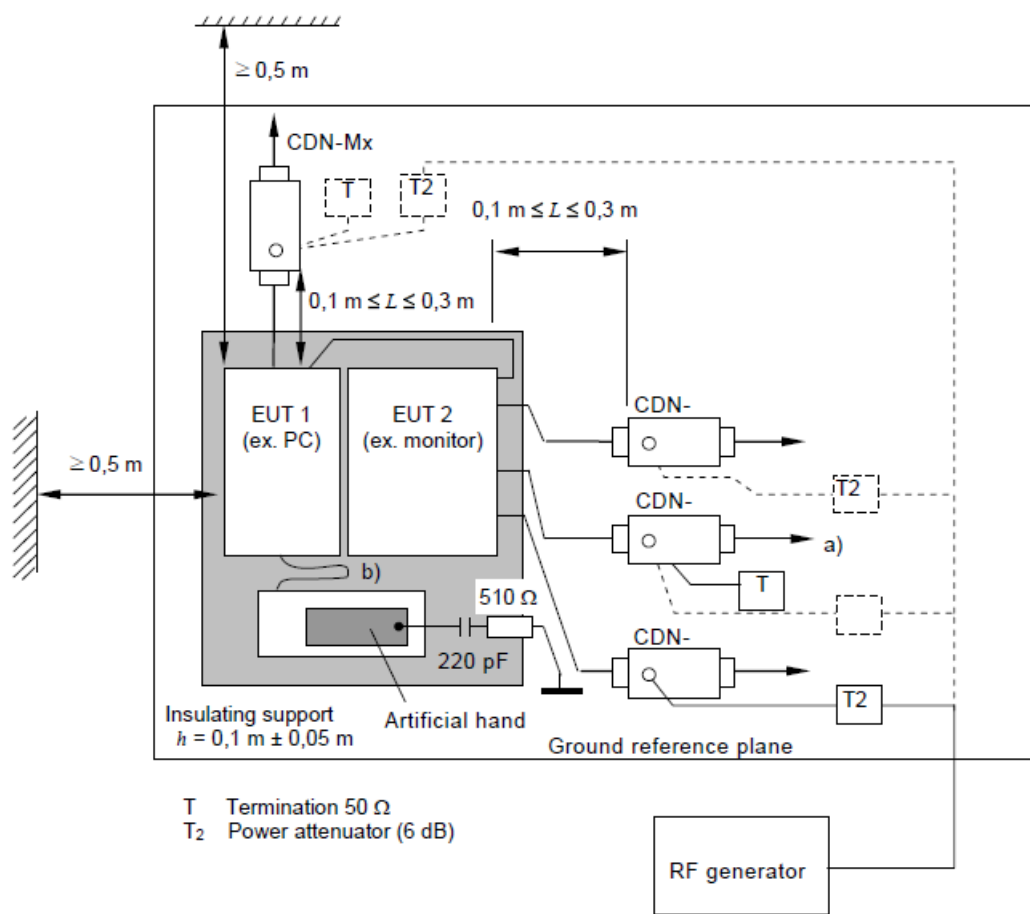 ≥ 0,5 m
CDN-Mx
T
T2
0,1 m ≤ L ≤ 0,3 m
0,1 m ≤ L ≤ 0,3 m
EUT 1
(ex. PC)
EUT 2
(ex. monitor)
CDN-
≥ 0,5 m
T2
CDN-
a)
b)
T
510 Ω
CDN-
220 pF
T2
Insulating support
h = 0,1 m ± 0,05 m
Artificial hand
Ground reference plane
T Termination 50 Ω
T₂ Power attenuator (6 dB)
RF generator